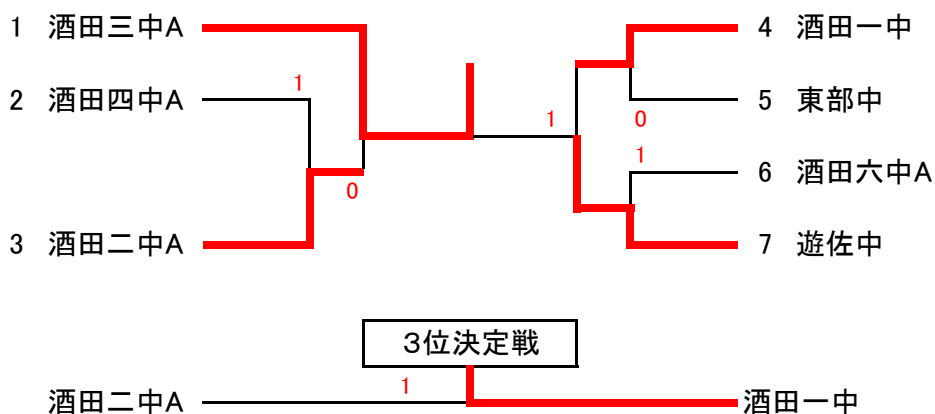 1 酒田三中A
4 酒田一中
1
2 酒田四中A
5 東部中
1
0
1
6 酒田六中A
0
3 酒田二中A
7 遊佐中
3位決定戦
1
酒田二中A
酒田一中